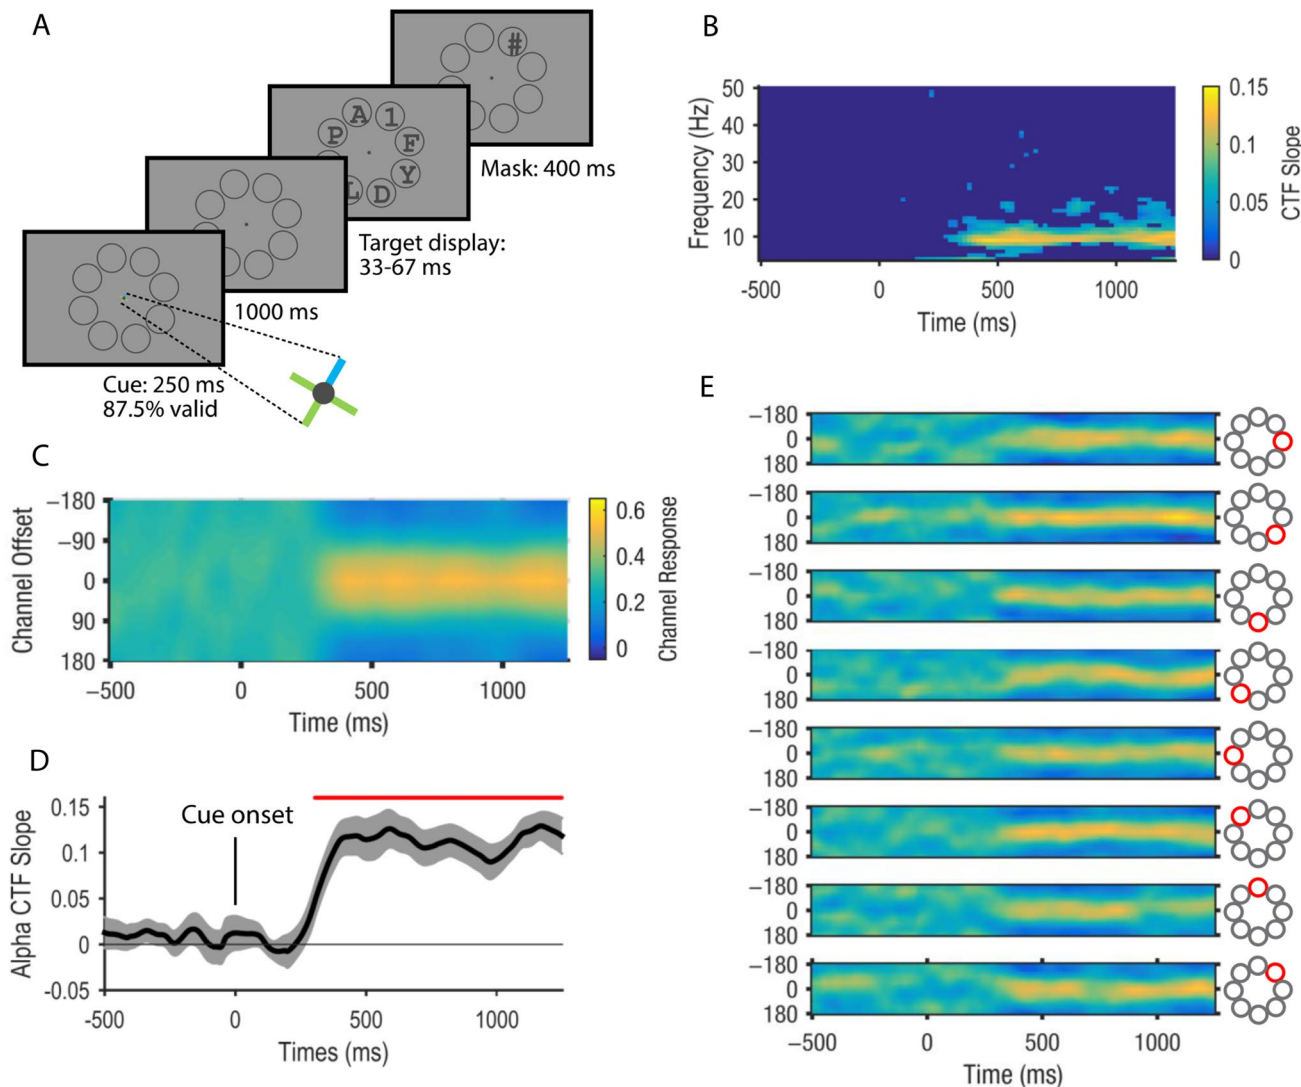 A
#
A 1
P F
Y
L D
Mask: 400 ms
Target display:
33-67 ms
1000 ms
Cue: 250 ms
87.5% valid
B
50
40
30
20
10
Frequency (Hz)
-500 0 500 1000
Time (ms)
0.15
0.1
0.05
0
CTF Slope
C
−180
−90
0
90
180
Channel Offset
−500 0 500 1000
Time (ms)
0.6
0.4
0.2
0
Channel Response
D
Cue onset
0.15
0.1
0.05
0
-0.05
Alpha CTF Slope
-500 0 500 1000
Times (ms)
E
−180
0
180
−180
0
180
−180
0
180
−180
0
180
−180
0
180
−180
0
180
−180
0
180
−180
0
180
−500 0 500 1000
Time (ms)